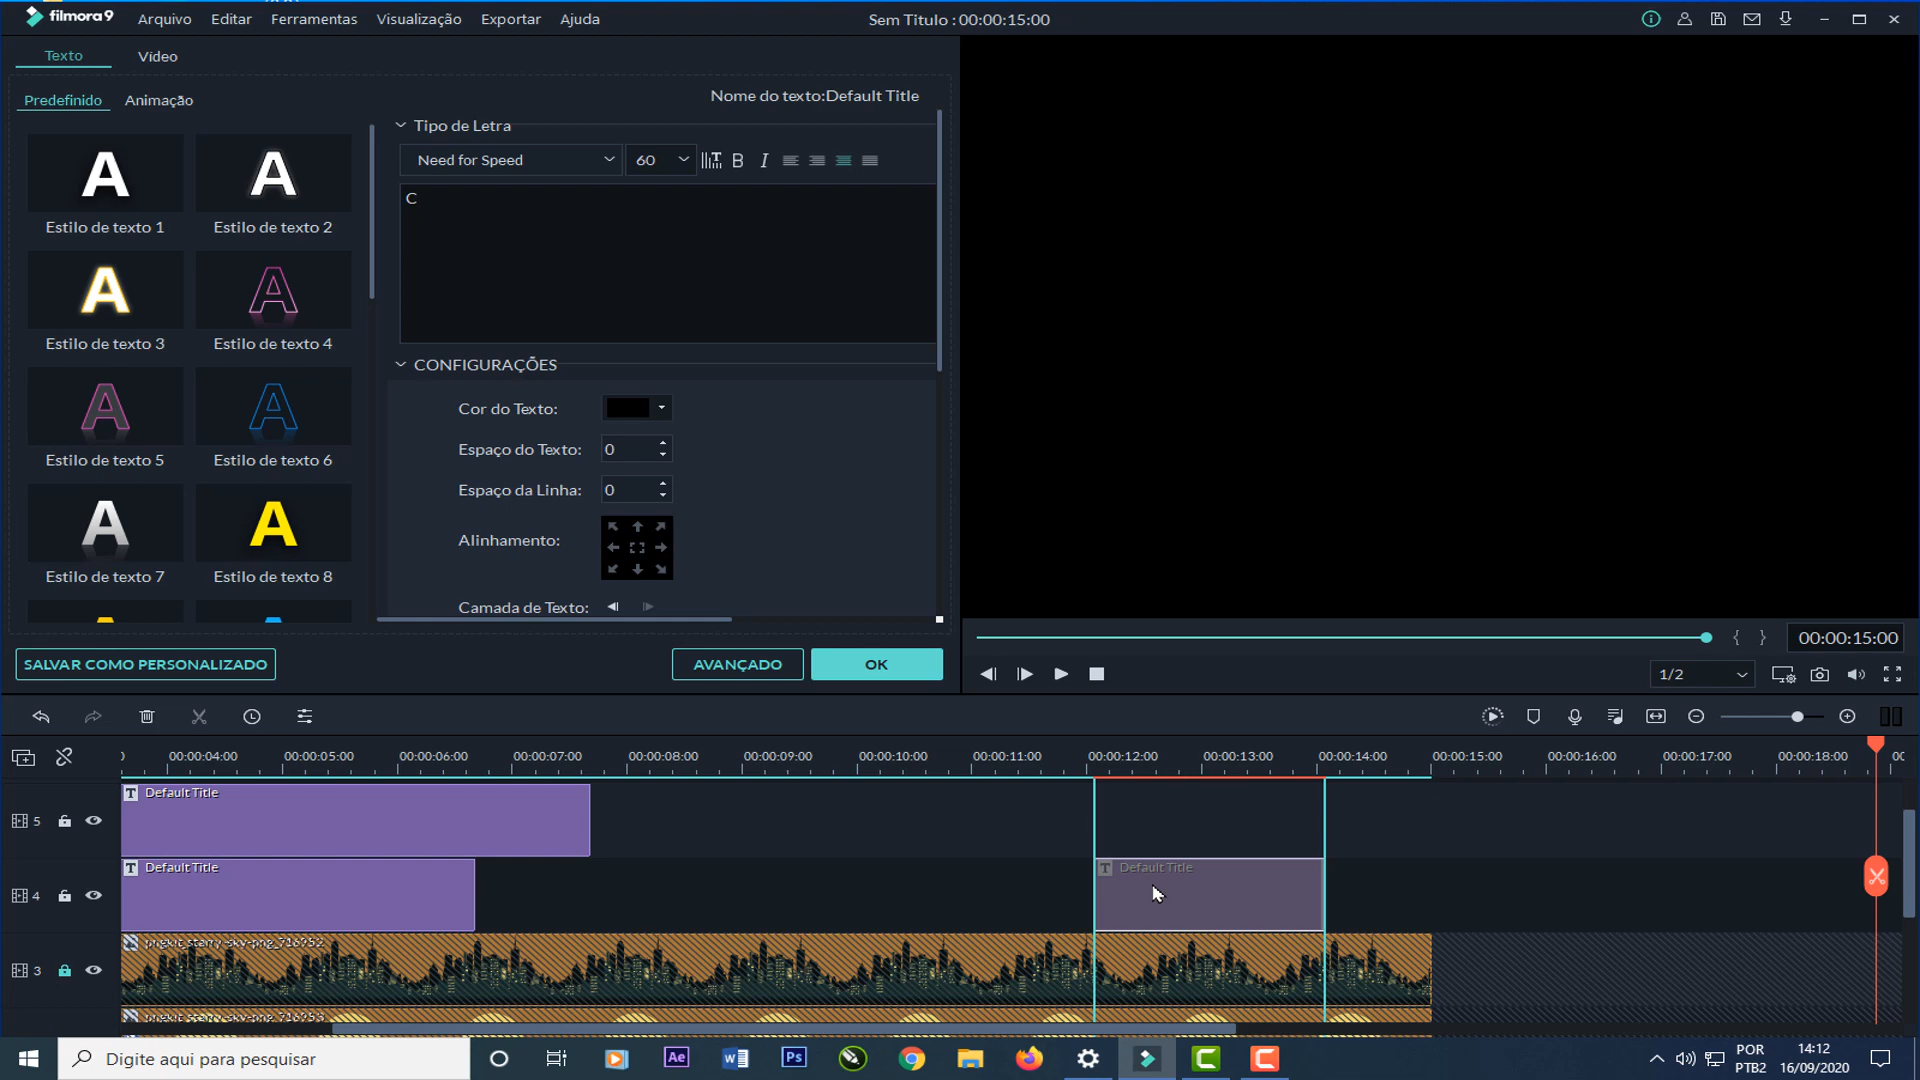 filmora9 Arquivo Editar Ferramentas Visualização Exportar Ajuda Sem Titulo : 00:00:15:00
Texto Vídeo
Predefinido Animação
Nome do texto:Default Title
Tipo de Letra
Need for Speed 60 B I
C
A A
Estilo de texto 1 Estilo de texto 2
A A
Estilo de texto 3 Estilo de texto 4
A A
Estilo de texto 5 Estilo de texto 6
A A
Estilo de texto 7 Estilo de texto 8
CONFIGURAÇÕES
Cor do Texto:
Espaço do Texto: 0
Espaço da Linha: 0
Alinhamento:
Camada de Texto:
SALVAR COMO PERSONALIZADO AVANÇADO OK
{ } 00:00:15:00
1/2
00:00:04:00 00:00:05:00 00:00:06:00 00:00:07:00 00:00:08:00 00:00:09:00 00:00:10:00 00:00:11:00 00:00:12:00 00:00:13:00 00:00:14:00 00:00:15:00 00:00:16:00 00:00:17:00 00:00:18:00
5 T Default Title
4 T Default Title T Default Title
3 pngkit_starry-sky-png_716952
pngkit_starry-sky-png_716953
Digite aqui para pesquisar Ae W Ps POR 14:12
PTB2 16/09/2020